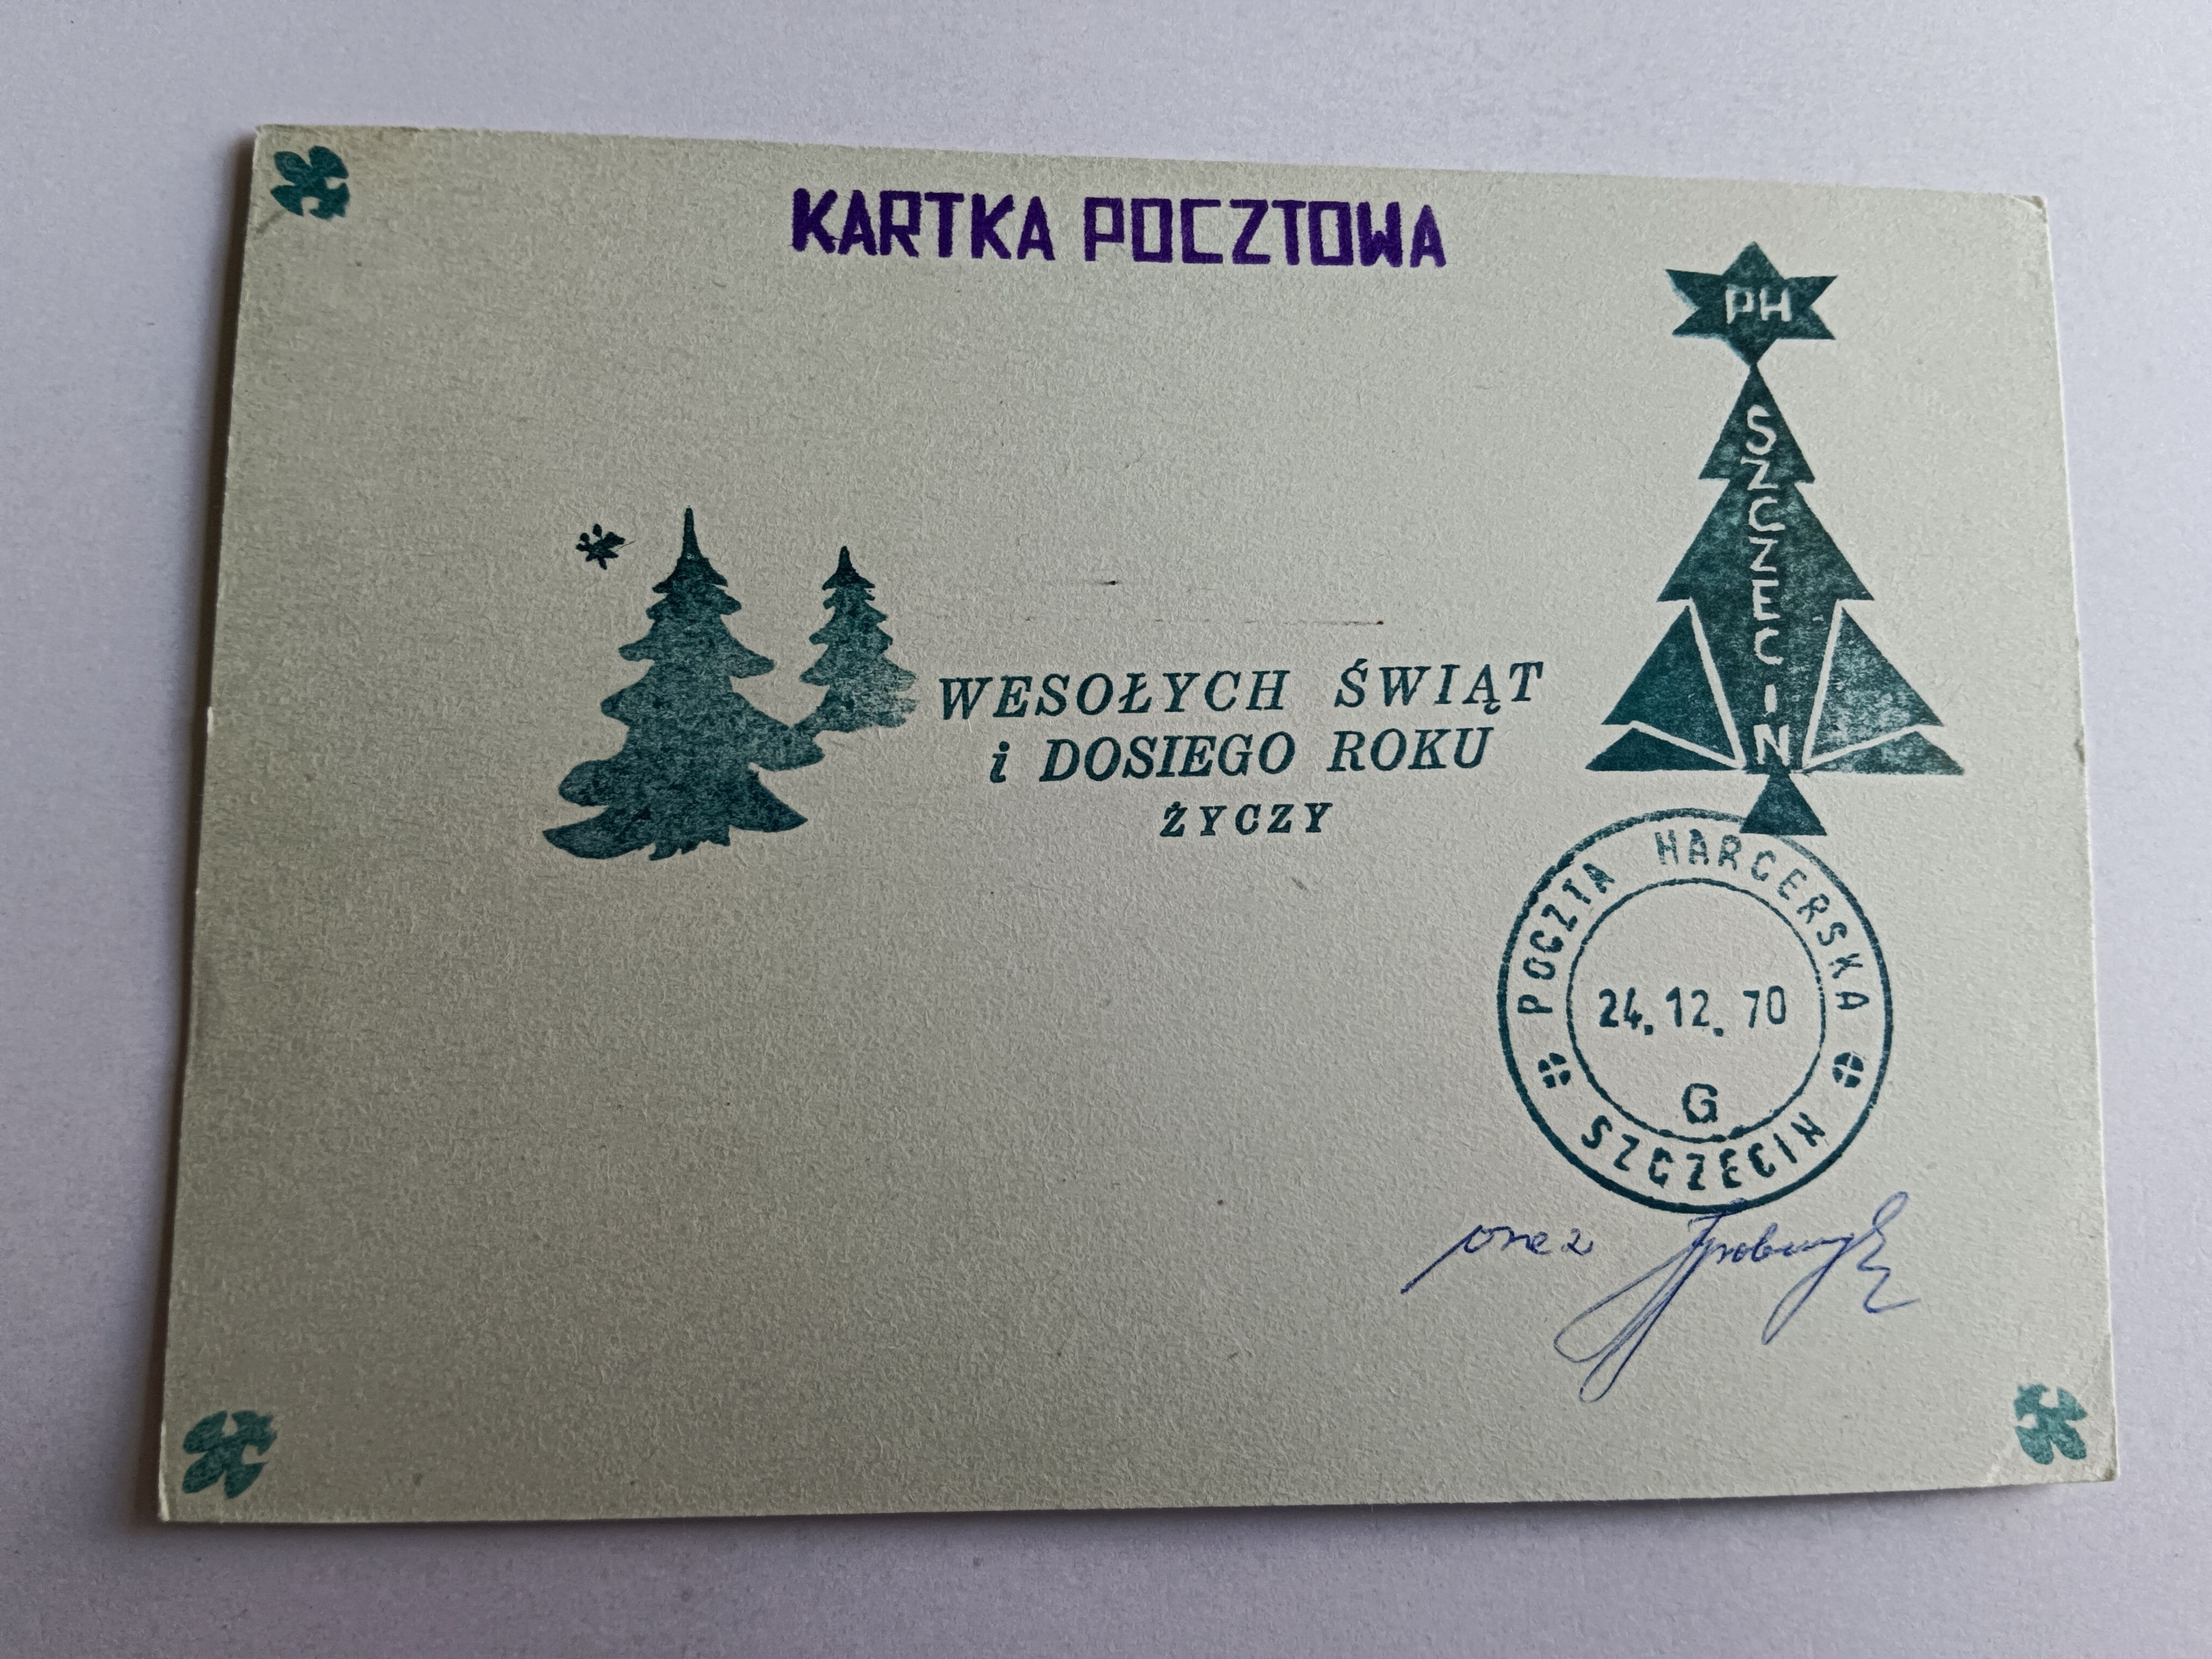 KARTKA POCZTOWA
PH
SZCZECIN
WESOŁYCH ŚWIĄT
i DOSIEGO ROKU
ŻYCZY
POCZTA HARCERSKA
24.12.70
G
SZCZECIN